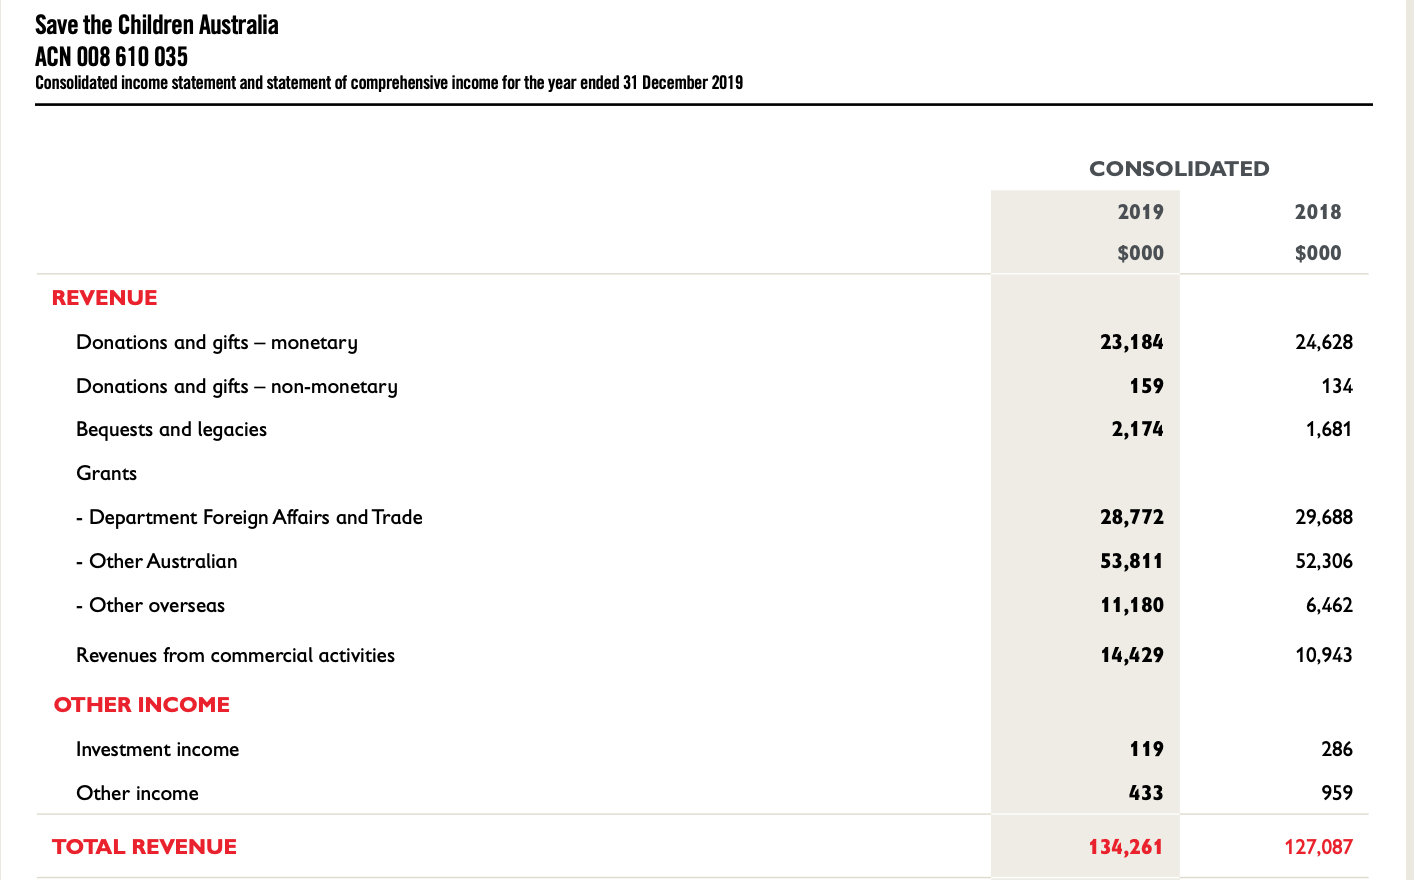 Save the Children Australia
ACN 008 610 035
Consolidated income statement and statement of comprehensive income for the year ended 31 December 2019
CONSOLIDATED
2019 2018
$000 $000
REVENUE
Donations and gifts – monetary 23,184 24,628
Donations and gifts – non-monetary 159 134
Bequests and legacies 2,174 1,681
Grants
- Department Foreign Affairs and Trade 28,772 29,688
- Other Australian 53,811 52,306
- Other overseas 11,180 6,462
Revenues from commercial activities 14,429 10,943
OTHER INCOME
Investment income 119 286
Other income 433 959
TOTAL REVENUE 134,261 127,087